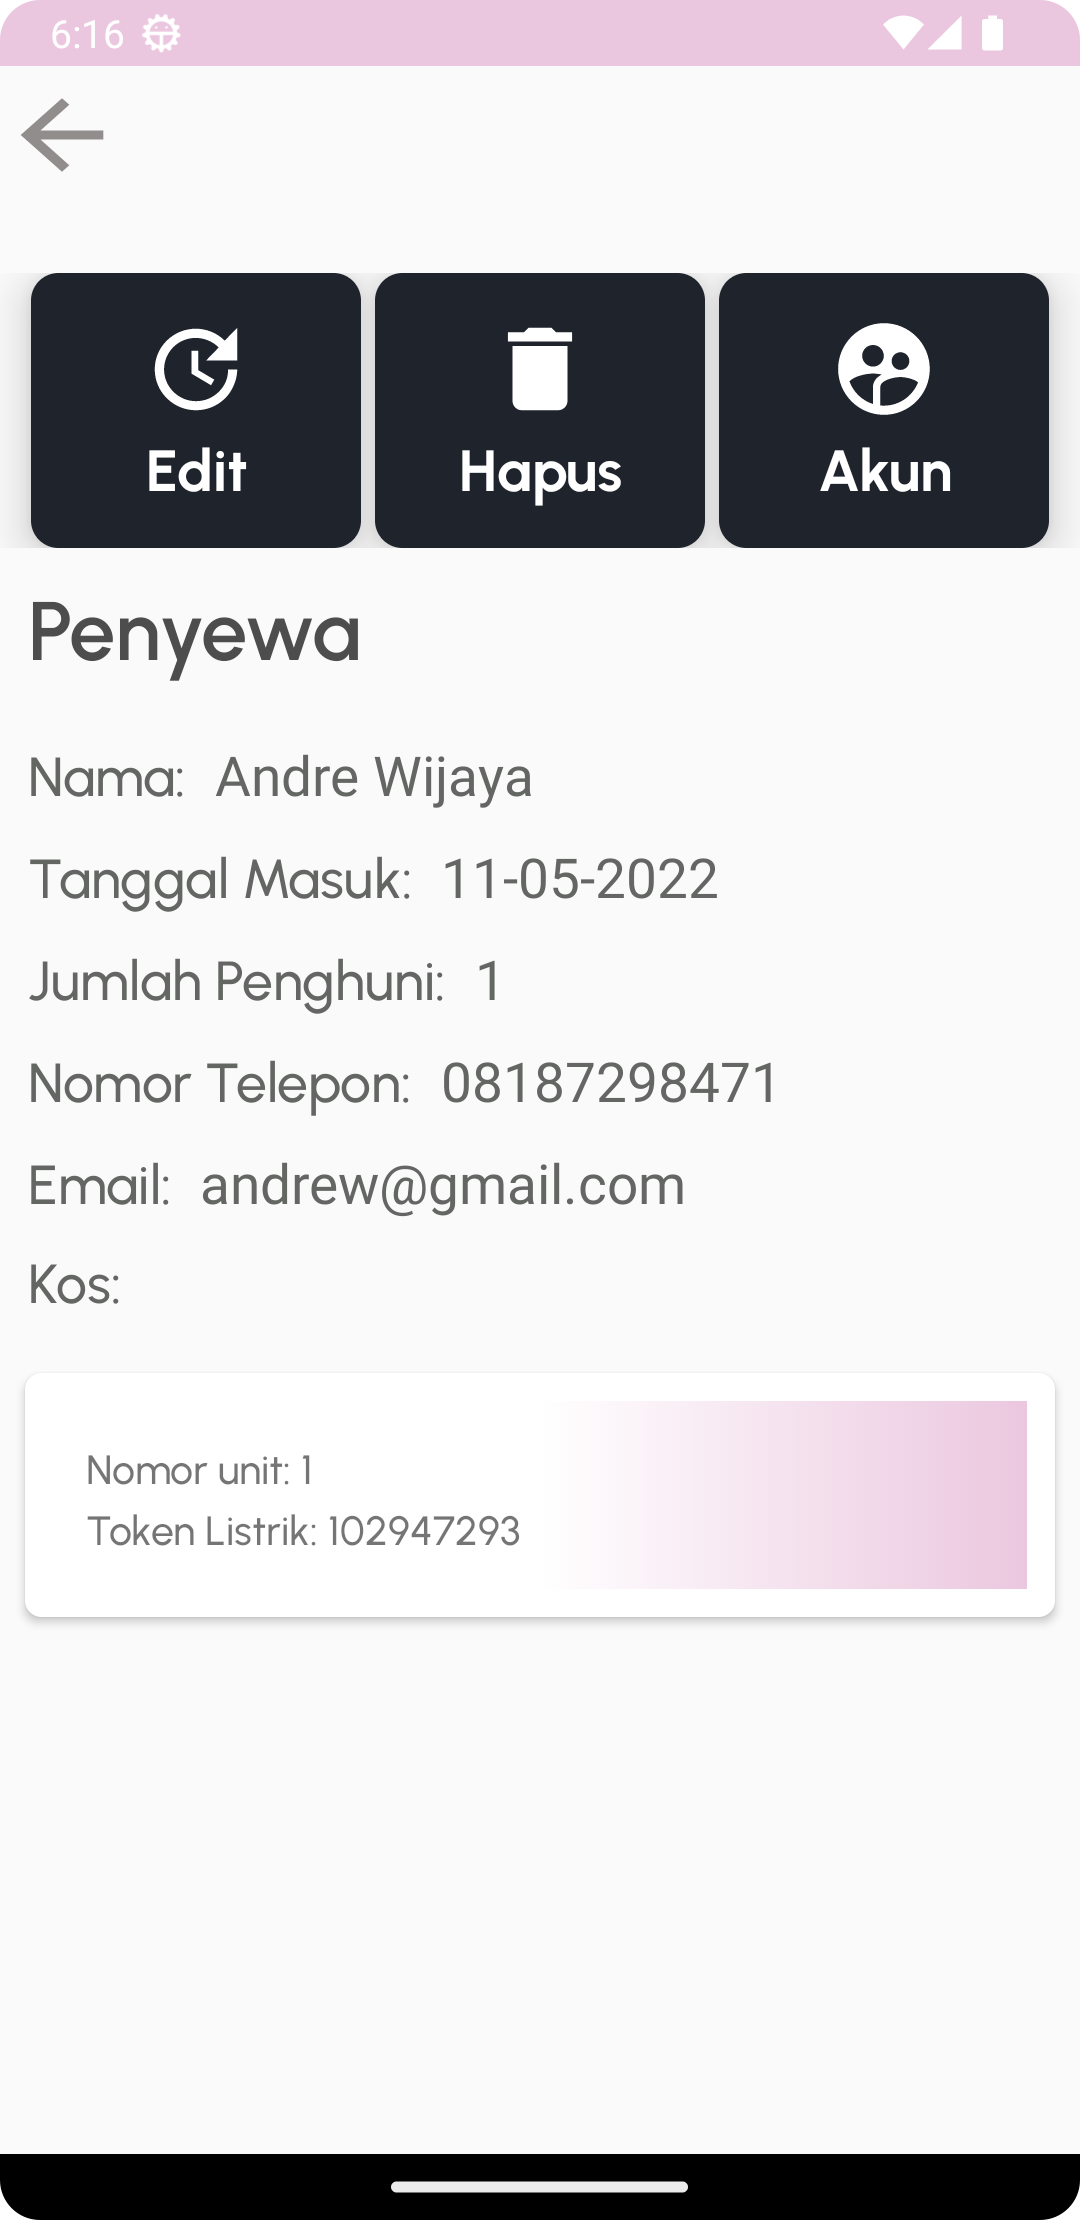 6:16
Edit
Hapus
Akun
Penyewa
Nama: Andre Wijaya
Tanggal Masuk: 11-05-2022
Jumlah Penghuni: 1
Nomor Telepon: 08187298471
Email: andrew@gmail.com
Kos:
Nomor unit: 1
Token Listrik: 102947293